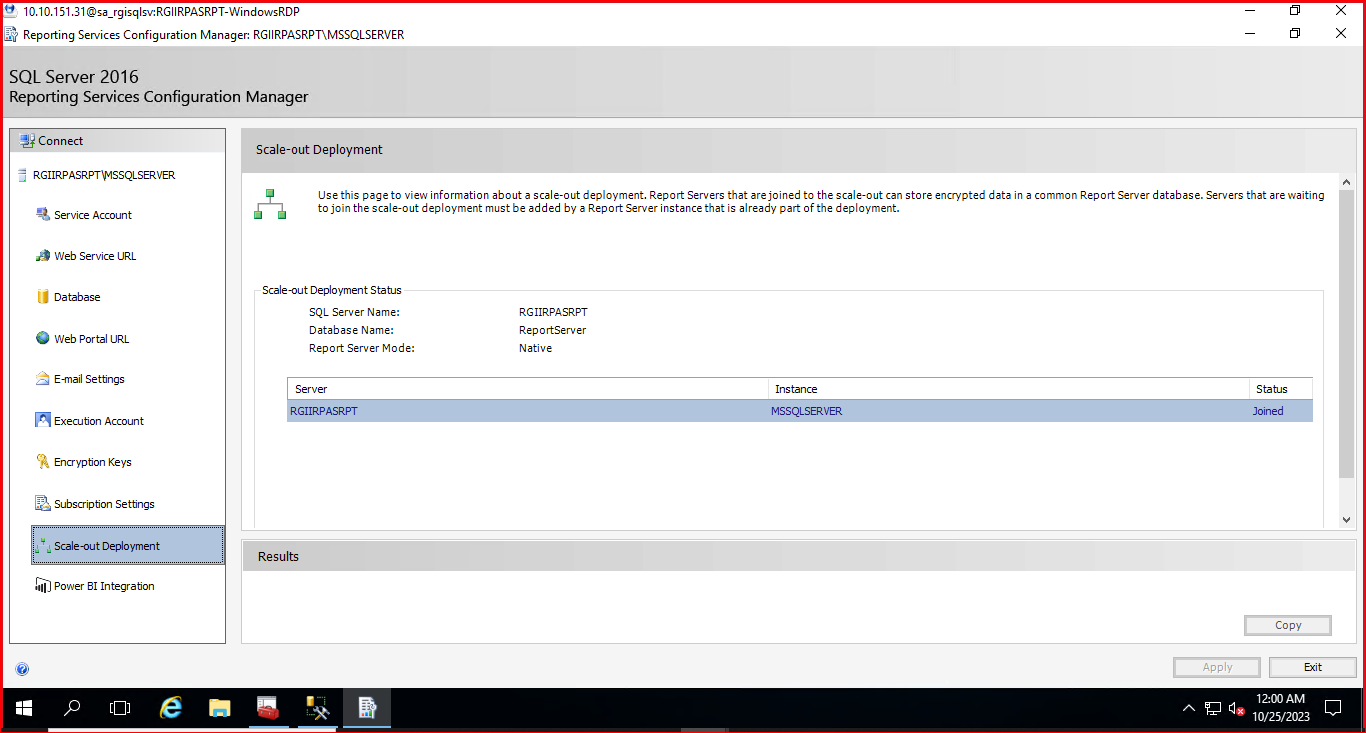 10.10.151.31@sa_rgisqlsv:RGIIRPASRPT-WindowsRDP
Reporting Services Configuration Manager: RGIIRPASRPT\MSSQLSERVER
SQL Server 2016
Reporting Services Configuration Manager
Connect
RGIIRPASRPT\MSSQLSERVER
Service Account
Web Service URL
Database
Web Portal URL
E-mail Settings
Execution Account
Encryption Keys
Subscription Settings
Scale-out Deployment
Power BI Integration
Scale-out Deployment
Use this page to view information about a scale-out deployment. Report Servers that are joined to the scale-out can store encrypted data in a common Report Server database. Servers that are waiting
to join the scale-out deployment must be added by a Report Server instance that is already part of the deployment.
Scale-out Deployment Status
SQL Server Name: RGIIRPASRPT
Database Name: ReportServer
Report Server Mode: Native
Server Instance Status
RGIIRPASRPT MSSQLSERVER Joined
Results
Copy
Apply Exit
12:00 AM
10/25/2023